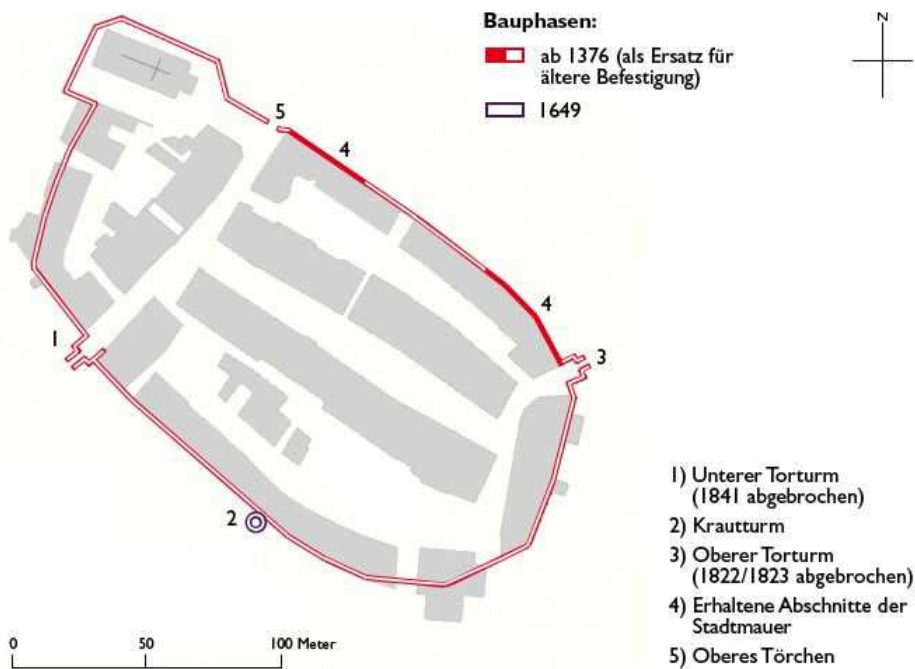 Bauphasen:
ab 1376 (als Ersatz für
ältere Befestigung)
1649
N
5
4
4
3
1
2
1) Unterer Torturm
(1841 abgebrochen)
2) Krautturm
3) Oberer Torturm
(1822/1823 abgebrochen)
4) Erhaltene Abschnitte der
Stadtmauer
5) Oberes Törchen
0 50 100 Meter